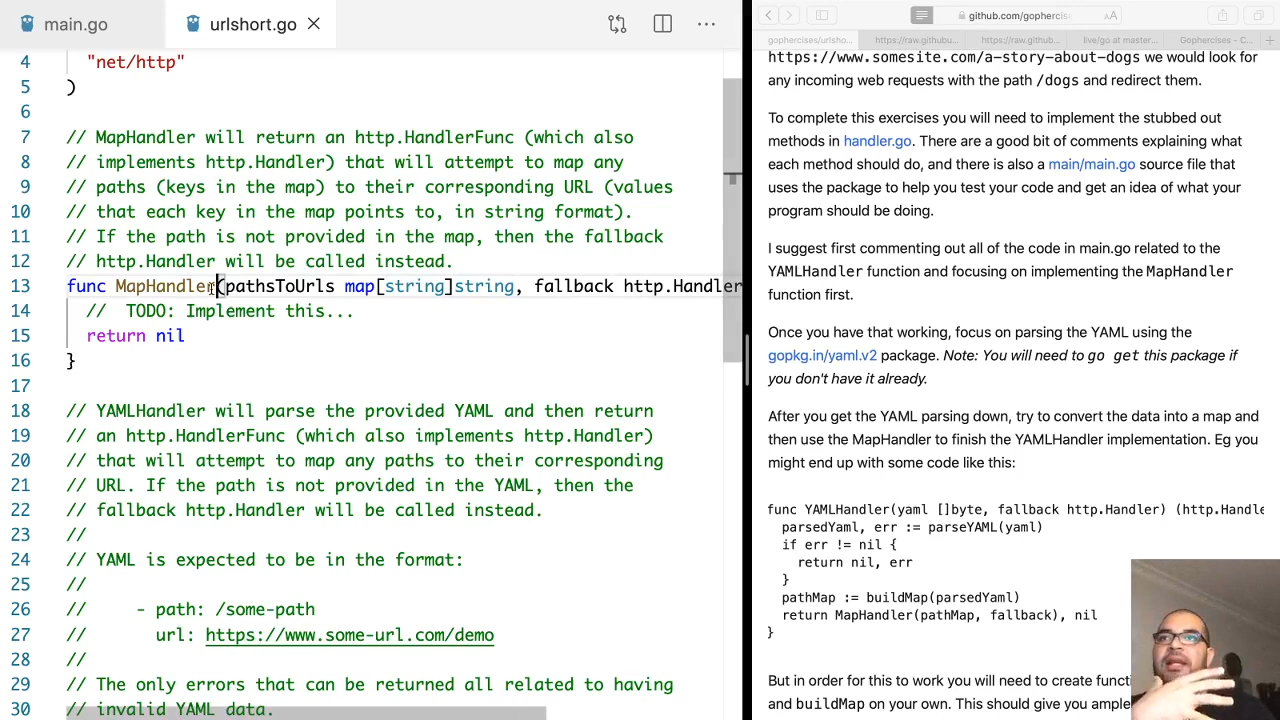 main.go
urlshort.go
4 "net/http"
5 )
6
7 // MapHandler will return an http.HandlerFunc (which also
8 // implements http.Handler) that will attempt to map any
9 // paths (keys in the map) to their corresponding URL (values
10 // that each key in the map points to, in string format).
11 // If the path is not provided in the map, then the fallback
12 // http.Handler will be called instead.
13 func MapHandler(pathsToUrls map[string]string, fallback http.Handler
14 // TODO: Implement this...
15 return nil
16 }
17
18 // YAMLHandler will parse the provided YAML and then return
19 // an http.HandlerFunc (which also implements http.Handler)
20 // that will attempt to map any paths to their corresponding
21 // URL. If the path is not provided in the YAML, then the
22 // fallback http.Handler will be called instead.
23 //
24 // YAML is expected to be in the format:
25 //
26 // - path: /some-path
27 // url: https://www.some-url.com/demo
28 //
29 // The only errors that can be returned all related to having
30 // invalid YAML data.
github.com/gophercis
AA
gophercises/urlsho...
https://raw.githubu...
https://raw.github...
live/go at master...
Gophercises - C...
https://www.somesite.com/a-story-about-dogs we would look for
any incoming web requests with the path /dogs and redirect them.
To complete this exercises you will need to implement the stubbed out
methods in handler.go. There are a good bit of comments explaining what
each method should do, and there is also a main/main.go source file that
uses the package to help you test your code and get an idea of what your
program should be doing.
I suggest first commenting out all of the code in main.go related to the
YAMLHandler function and focusing on implementing the MapHandler
function first.
Once you have that working, focus on parsing the YAML using the
gopkg.in/yaml.v2 package. Note: You will need to go get this package if
you don't have it already.
After you get the YAML parsing down, try to convert the data into a map and
then use the MapHandler to finish the YAMLHandler implementation. Eg you
might end up with some code like this:
func YAMLHandler(yaml []byte, fallback http.Handler) (http.Handle
parsedYaml, err := parseYAML(yaml)
if err != nil {
return nil, err
}
pathMap := buildMap(parsedYaml)
return MapHandler(pathMap, fallback), nil
}
But in order for this to work you will need to create functi
and buildMap on your own. This should give you ample